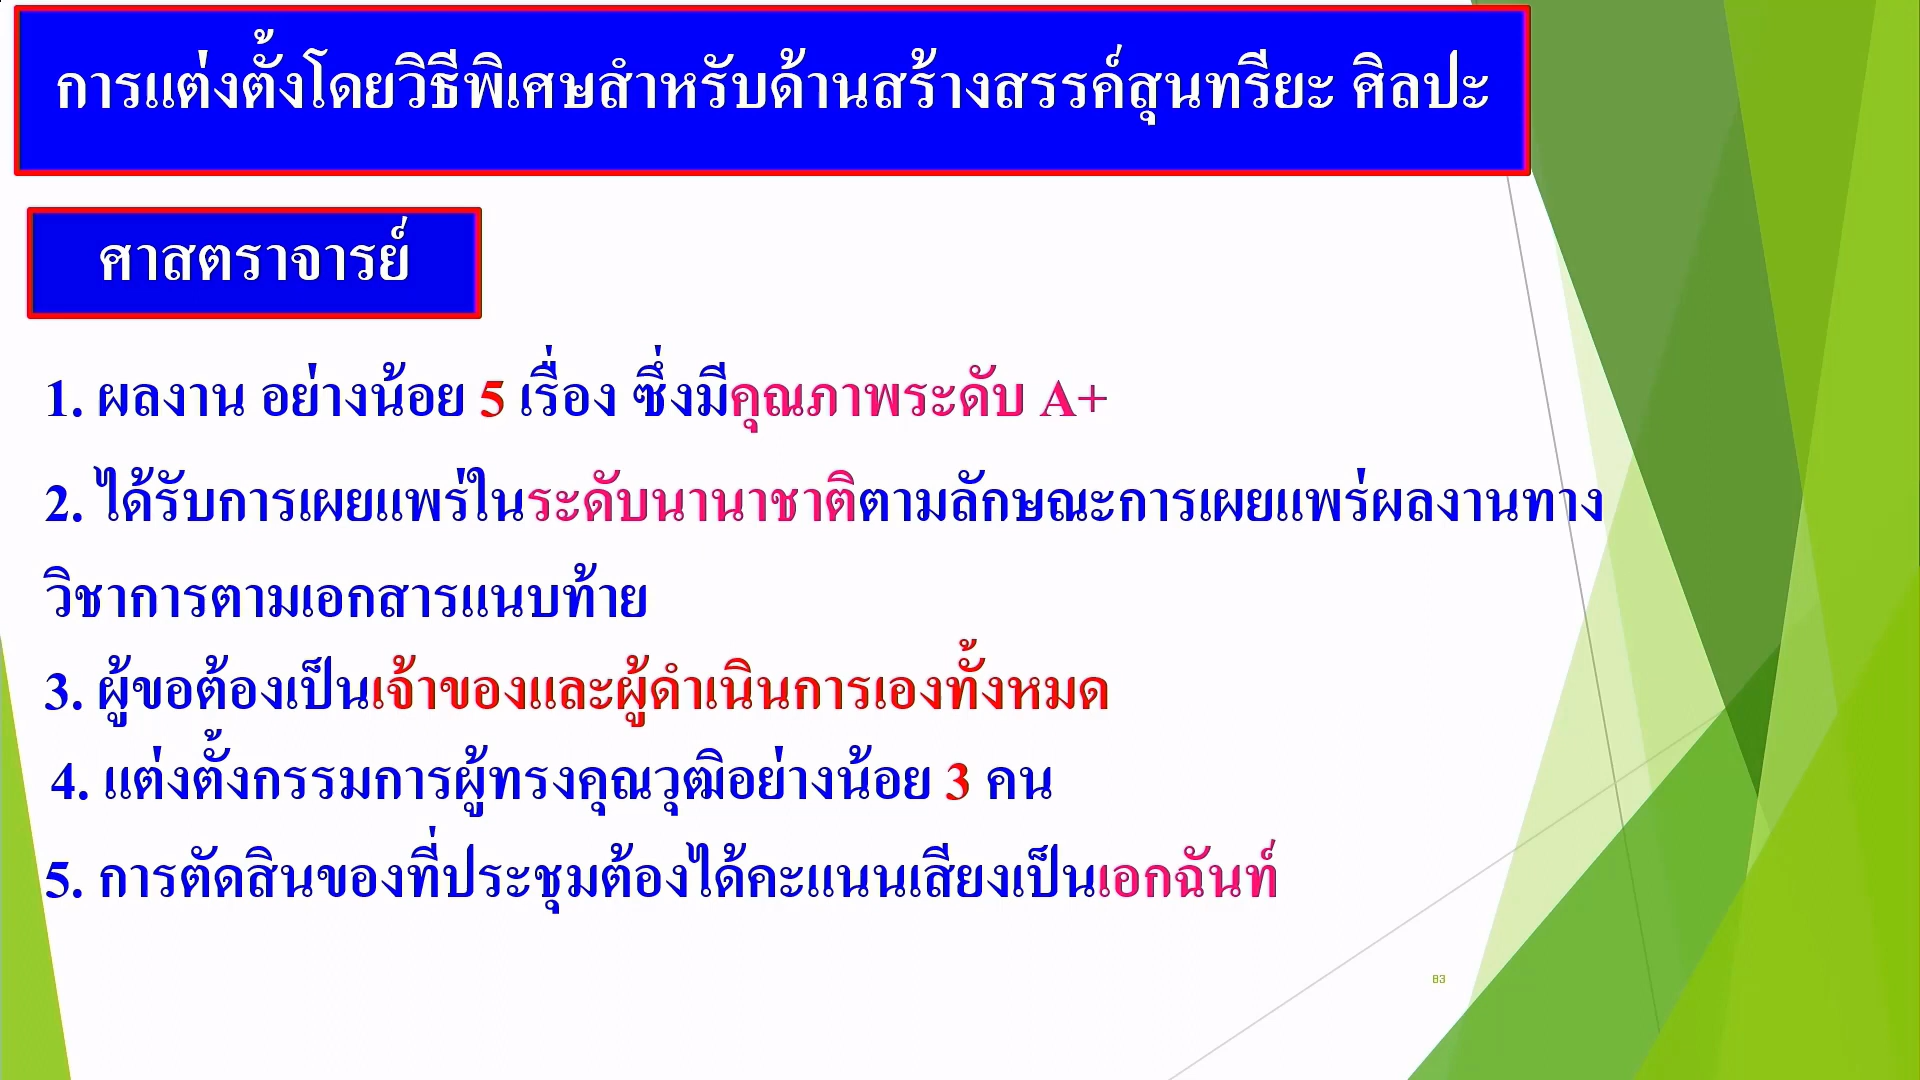 การแต่งตั้งโดยวิธีพิเศษสำหรับด้านสร้างสรรค์สุนทรียะ ศิลปะ
ศาสตราจารย์
1. ผลงาน อย่างน้อย 5 เรื่อง ซึ่งมีคุณภาพระดับ A+
2. ได้รับการเผยแพร่ในระดับนานาชาติตามลักษณะการเผยแพร่ผลงานทาง
วิชาการตามเอกสารแนบท้าย
3. ผู้ขอต้องเป็นเจ้าของและผู้ดำเนินการเองทั้งหมด
4. แต่งตั้งกรรมการผู้ทรงคุณวุฒิอย่างน้อย 3 คน
5. การตัดสินของที่ประชุมต้องได้คะแนนเสียงเป็นเอกฉันท์
83